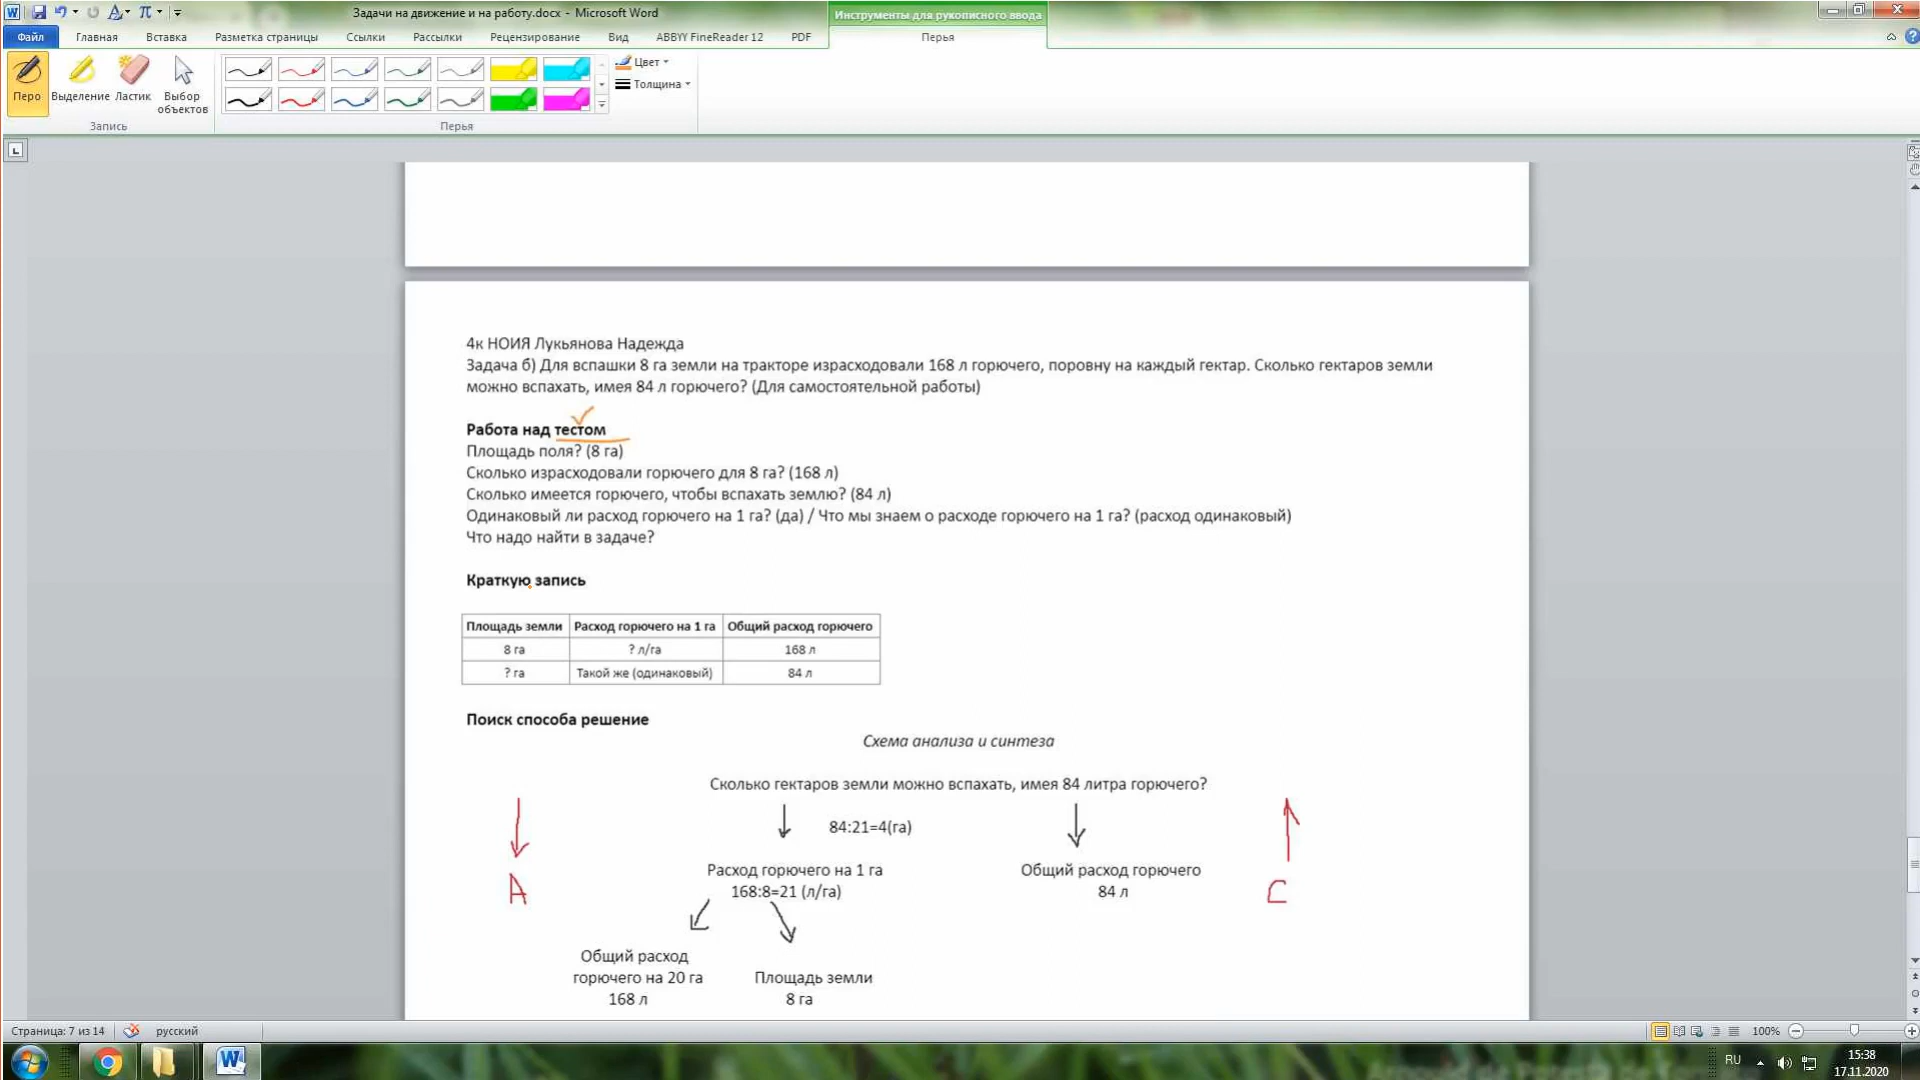 Задачи на движение и на работу.docx - Microsoft Word
Инструменты для рукописного ввода
Файл Главная Вставка Разметка страницы Ссылки Рассылки Рецензирование Вид ABBYY FineReader 12 PDF Перья
Перо Выделение Ластик Выбор объектов
Цвет
Толщина
Запись Перья
4к НОИЯ Лукьянова Надежда
Задача б) Для вспашки 8 га земли на тракторе израсходовали 168 л горючего, поровну на каждый гектар. Сколько гектаров земли
можно вспахать, имея 84 л горючего? (Для самостоятельной работы)
Работа над тестом
Площадь поля? (8 га)
Сколько израсходовали горючего для 8 га? (168 л)
Сколько имеется горючего, чтобы вспахать землю? (84 л)
Одинаковый ли расход горючего на 1 га? (да) / Что мы знаем о расходе горючего на 1 га? (расход одинаковый)
Что надо найти в задаче?
Краткую запись
Площадь земли Расход горючего на 1 га Общий расход горючего
8 га ? л/га 168 л
? га Такой же (одинаковый) 84 л
Поиск способа решение
Схема анализа и синтеза
Сколько гектаров земли можно вспахать, имея 84 литра горючего?
84:21=4(га)
Расход горючего на 1 га Общий расход горючего
А 168:8=21 (л/га) 84 л С
Общий расход
горючего на 20 га Площадь земли
168 л 8 га
Страница: 7 из 14 русский 100%
RU 15:38
17.11.2020